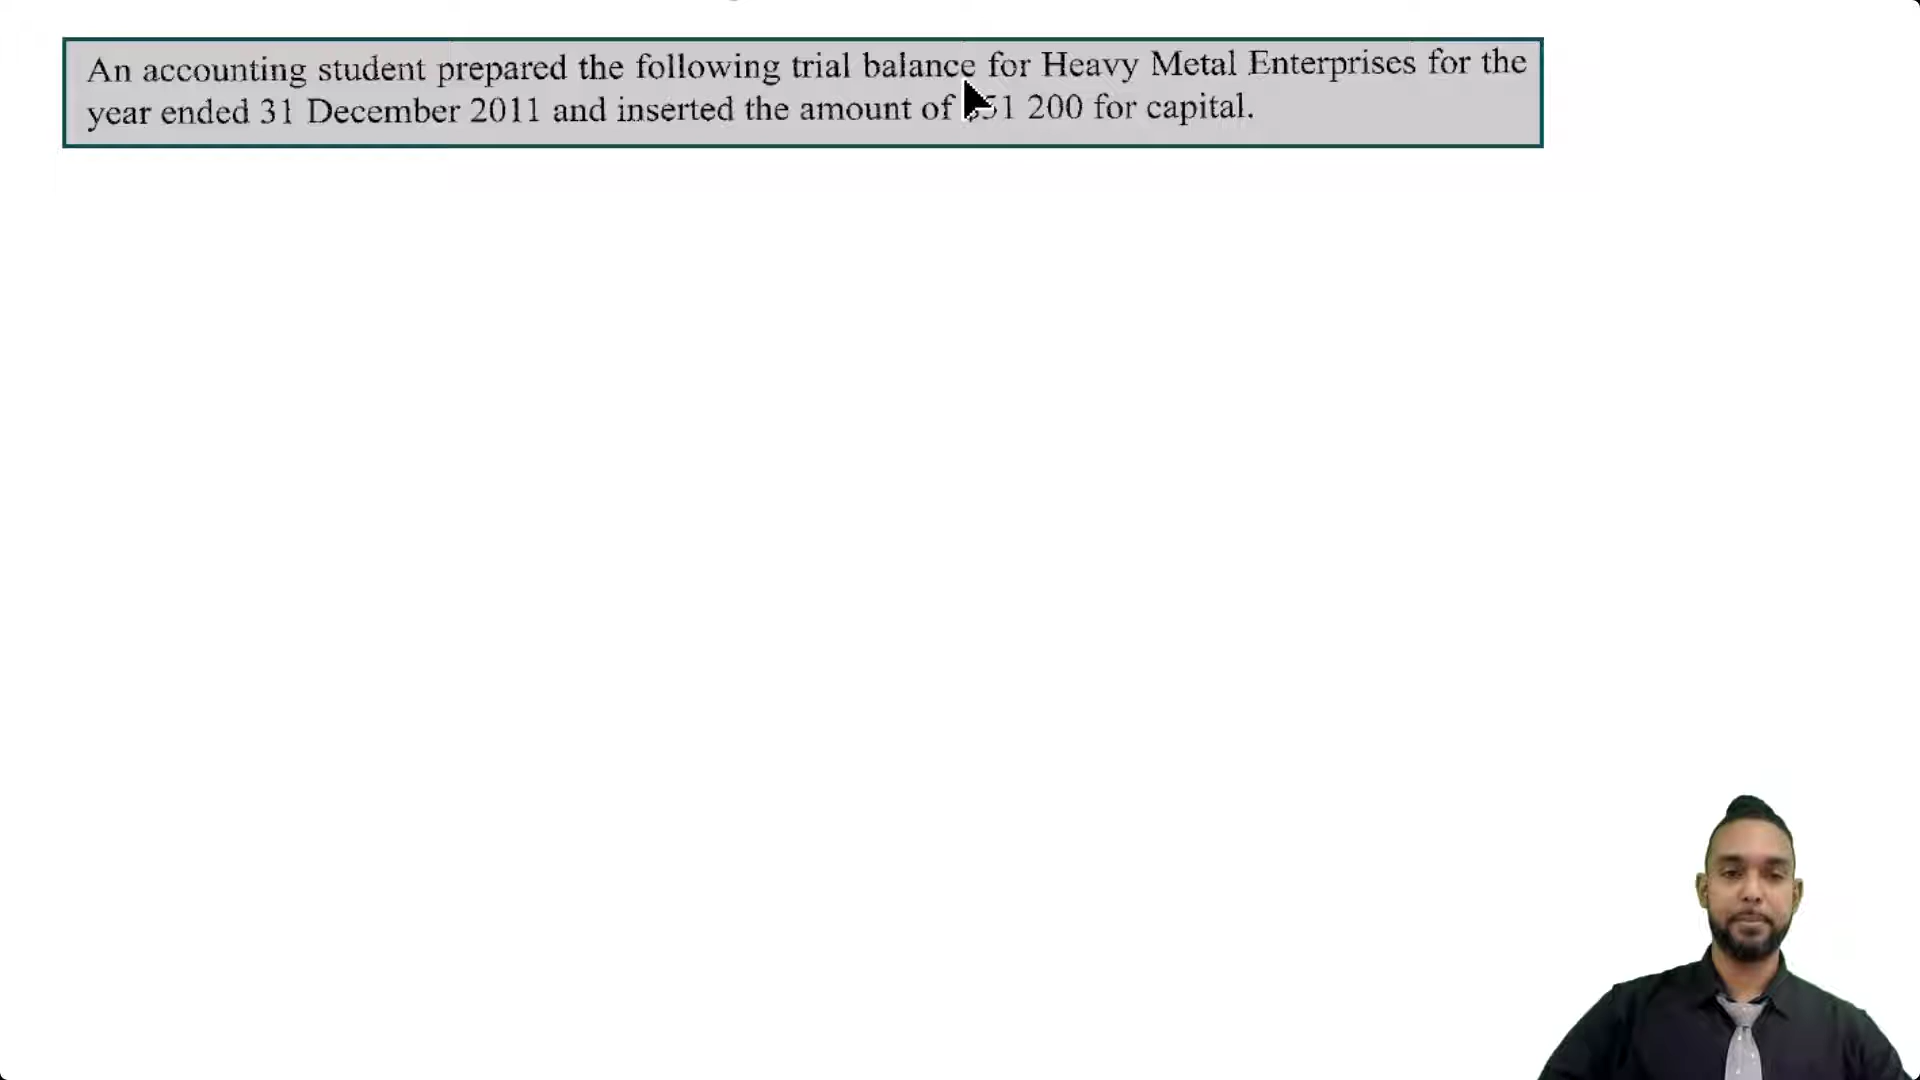 An accounting student prepared the following trial balance for Heavy Metal Enterprises for the
year ended 31 December 2011 and inserted the amount of $51 200 for capital.